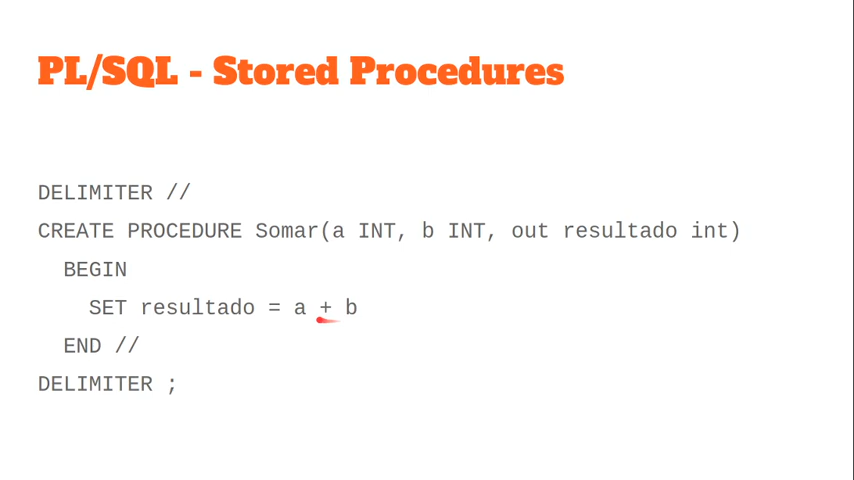 PL/SQL - Stored Procedures
DELIMITER //
CREATE PROCEDURE Somar(a INT, b INT, out resultado int)
BEGIN
SET resultado = a + b
END //
DELIMITER ;